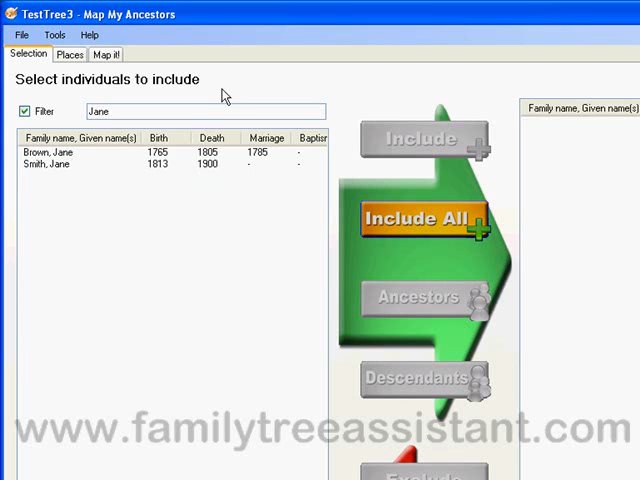 TestTree3 - Map My Ancestors
File Tools Help
Selection Places Map it!
Select individuals to include
Filter Jane
Family name, Given name(s) Birth Death Marriage Baptism
Brown, Jane 1765 1805 1785 -
Smith, Jane 1813 1900 - -
Family name, Given name(s)
Include
Include All
Ancestors
Descendants
www.familytreeassistant.com
Exclude